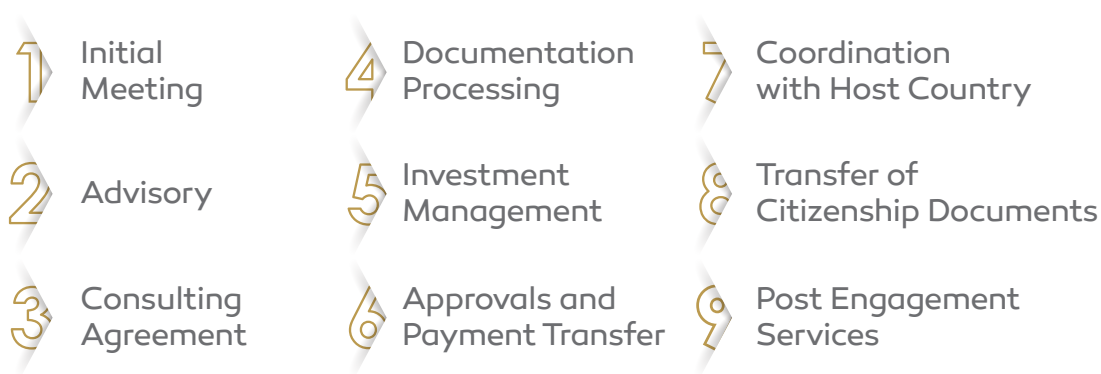 1
Initial
Meeting
2
Advisory
3
Consulting
Agreement
4
Documentation
Processing
5
Investment
Management
6
Approvals and
Payment Transfer
7
Coordination
with Host Country
8
Transfer of
Citizenship Documents
9
Post Engagement
Services